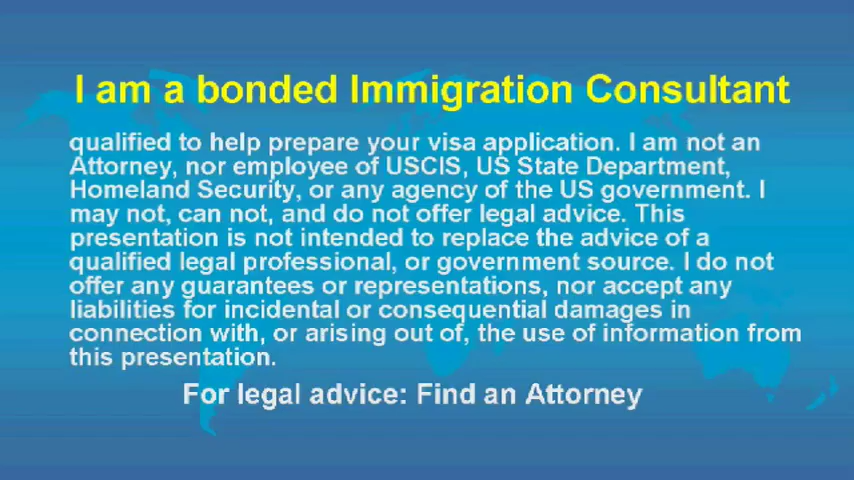 I am a bonded Immigration Consultant
qualified to help prepare your visa application. I am not an
Attorney, nor employee of USCIS, US State Department,
Homeland Security, or any agency of the US government. I
may not, can not, and do not offer legal advice. This
presentation is not intended to replace the advice of a
qualified legal professional, or government source. I do not
offer any guarantees or representations, nor accept any
liabilities for incidental or consequential damages in
connection with, or arising out of, the use of information from
this presentation.
For legal advice: Find an Attorney